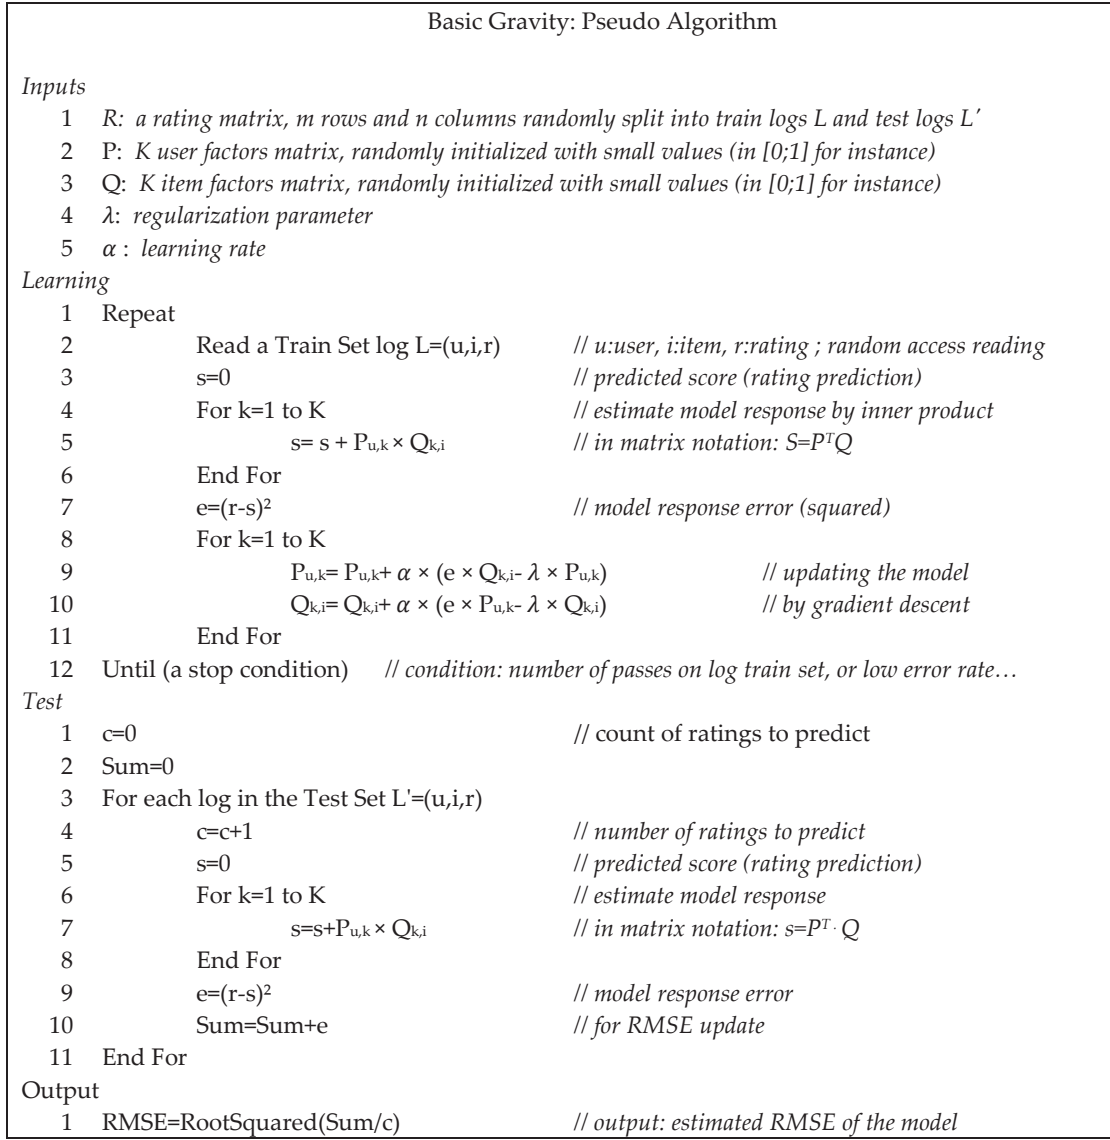 Basic Gravity: Pseudo Algorithm
Inputs
1 R: a rating matrix, m rows and n columns randomly split into train logs L and test logs L'
2 P: K user factors matrix, randomly initialized with small values (in [0;1] for instance)
3 Q: K item factors matrix, randomly initialized with small values (in [0;1] for instance)
4 λ: regularization parameter
5 α : learning rate
Learning
1 Repeat
2 Read a Train Set log L=(u,i,r) // u:user, i:item, r:rating ; random access reading
3 s=0 // predicted score (rating prediction)
4 For k=1 to K // estimate model response by inner product
5 s= s + Pu,k × Qk,i // in matrix notation: S=PᵀQ
6 End For
7 e=(r-s)² // model response error (squared)
8 For k=1 to K
9 Pu,k= Pu,k+ α × (e × Qk,i- λ × Pu,k) // updating the model
10 Qk,i= Qk,i+ α × (e × Pu,k- λ × Qk,i) // by gradient descent
11 End For
12 Until (a stop condition) // condition: number of passes on log train set, or low error rate…
Test
1 c=0 // count of ratings to predict
2 Sum=0
3 For each log in the Test Set L'=(u,i,r)
4 c=c+1 // number of ratings to predict
5 s=0 // predicted score (rating prediction)
6 For k=1 to K // estimate model response
7 s=s+Pu,k × Qk,i // in matrix notation: s=Pᵀ · Q
8 End For
9 e=(r-s)² // model response error
10 Sum=Sum+e // for RMSE update
11 End For
Output
1 RMSE=RootSquared(Sum/c) // output: estimated RMSE of the model